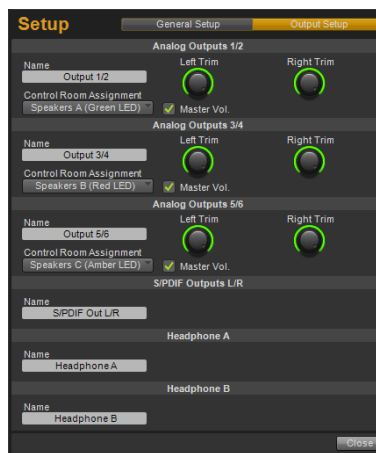 Setup
General Setup
Output Setup
Analog Outputs 1/2
Name
Left Trim
Right Trim
Output 1/2
Control Room Assignment
Speakers A (Green LED)
Master Vol.
Analog Outputs 3/4
Name
Left Trim
Right Trim
Output 3/4
Control Room Assignment
Speakers B (Red LED)
Master Vol.
Analog Outputs 5/6
Name
Left Trim
Right Trim
Output 5/6
Control Room Assignment
Speakers C (Amber LED)
Master Vol.
S/PDIF Outputs L/R
Name
S/PDIF Out L/R
Headphone A
Name
Headphone A
Headphone B
Name
Headphone B
Close